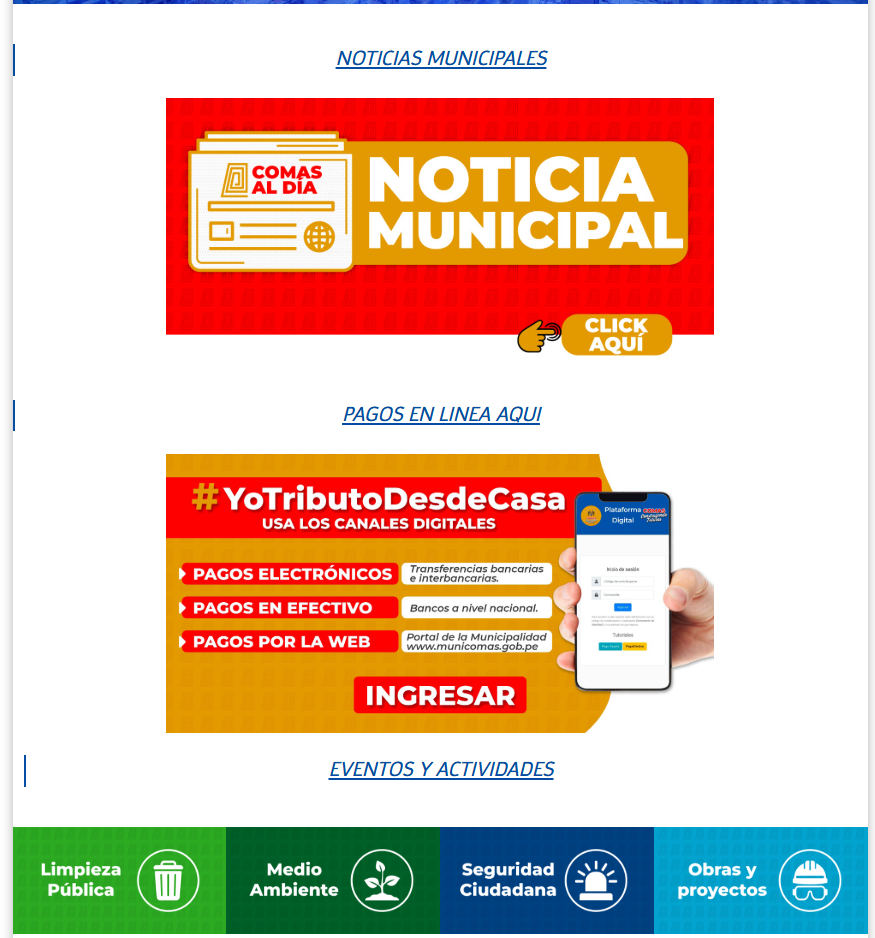 NOTICIAS MUNICIPALES
COMAS
AL DÍA
NOTICIA
MUNICIPAL
CLICK
AQUÍ
PAGOS EN LINEA AQUI
#YoTributoDesdeCasa
USA LOS CANALES DIGITALES
PAGOS ELECTRÓNICOS
Transferencias bancarias
e interbancarias.
PAGOS EN EFECTIVO
Bancos a nivel nacional.
PAGOS POR LA WEB
Portal de la Municipalidad
www.municomas.gob.pe
INGRESAR
Plataforma
Digital
COMAS
Inicio de sesión
Tutoriales
EVENTOS Y ACTIVIDADES
Limpieza
Pública
Medio
Ambiente
Seguridad
Ciudadana
Obras y
proyectos